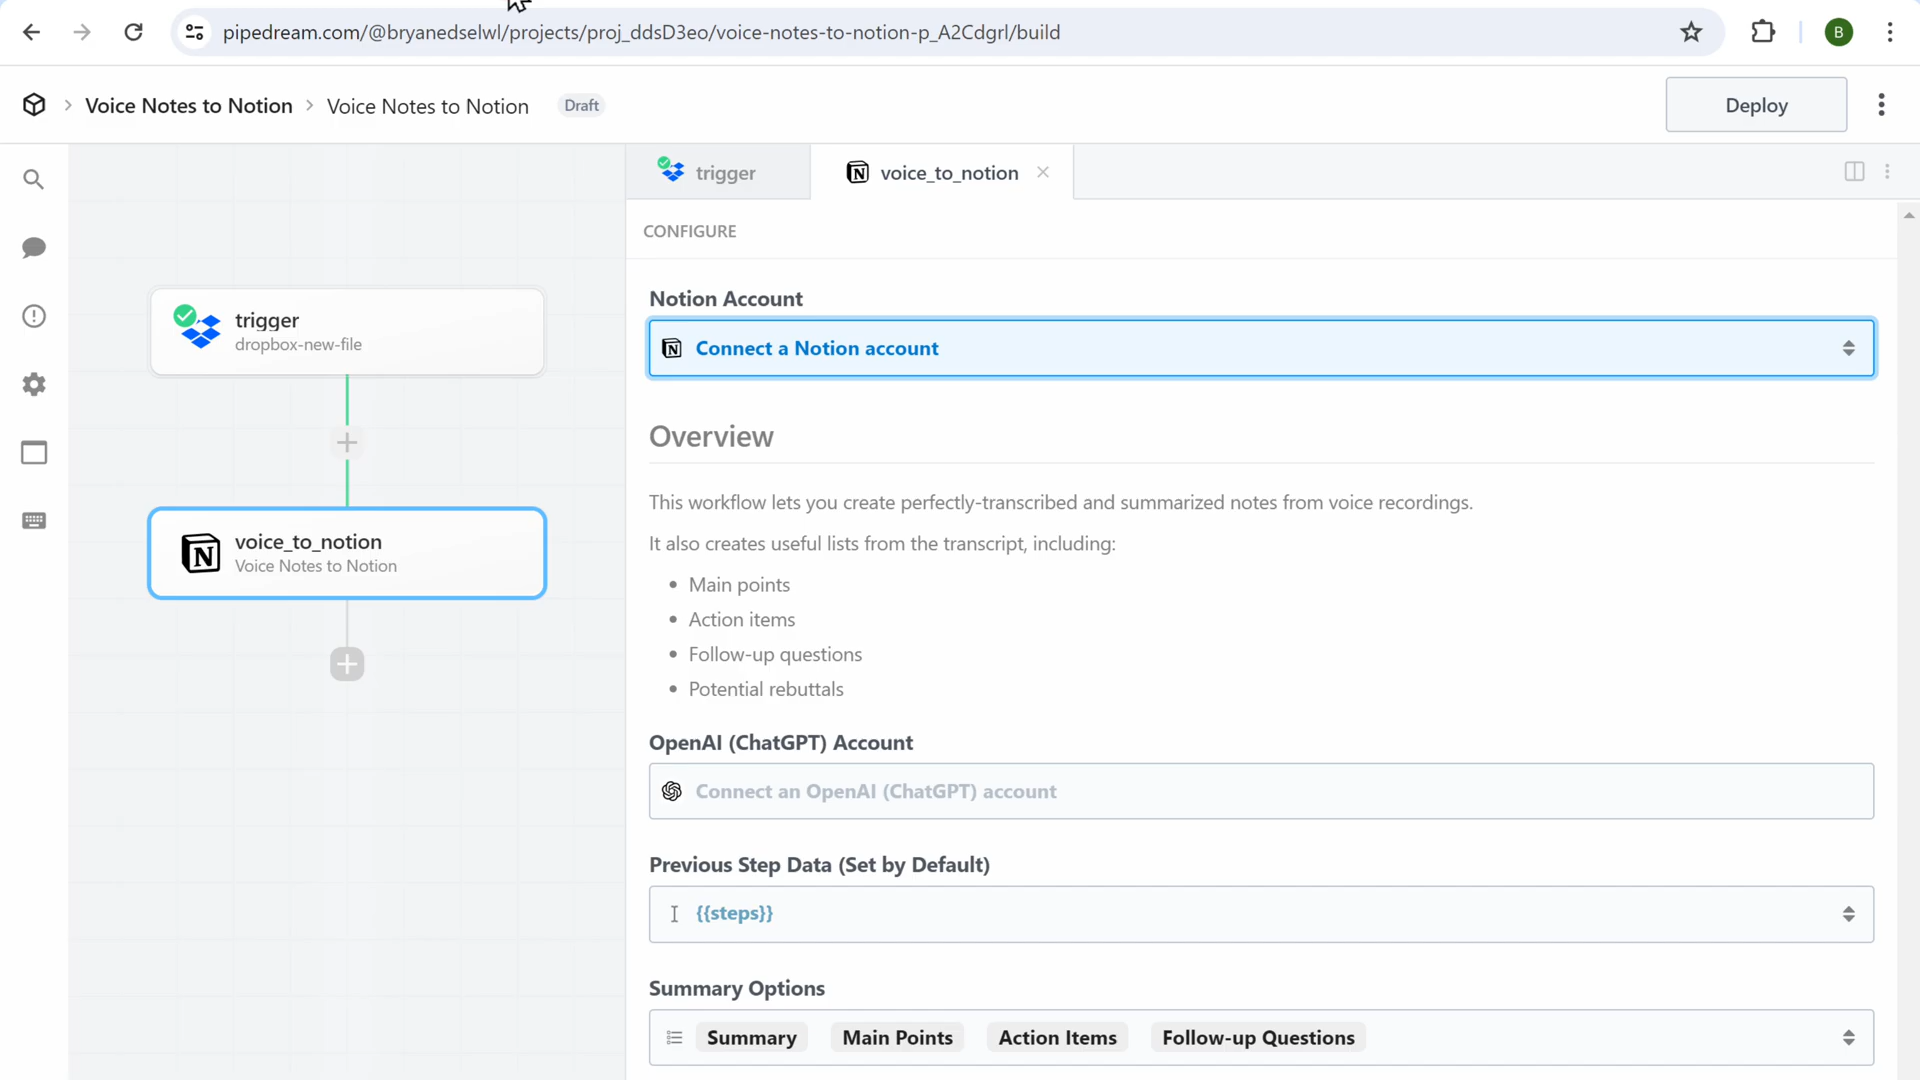 pipedream.com/@bryanedselwl/projects/proj_ddsD3eo/voice-notes-to-notion-p_A2Cdgrl/build
B
Voice Notes to Notion > Voice Notes to Notion Draft
Deploy
trigger
voice_to_notion
CONFIGURE
trigger
dropbox-new-file
voice_to_notion
Voice Notes to Notion
Notion Account
Connect a Notion account
Overview
This workflow lets you create perfectly-transcribed and summarized notes from voice recordings.
It also creates useful lists from the transcript, including:
• Main points
• Action items
• Follow-up questions
• Potential rebuttals
OpenAI (ChatGPT) Account
Connect an OpenAI (ChatGPT) account
Previous Step Data (Set by Default)
{{steps}}
Summary Options
Summary Main Points Action Items Follow-up Questions